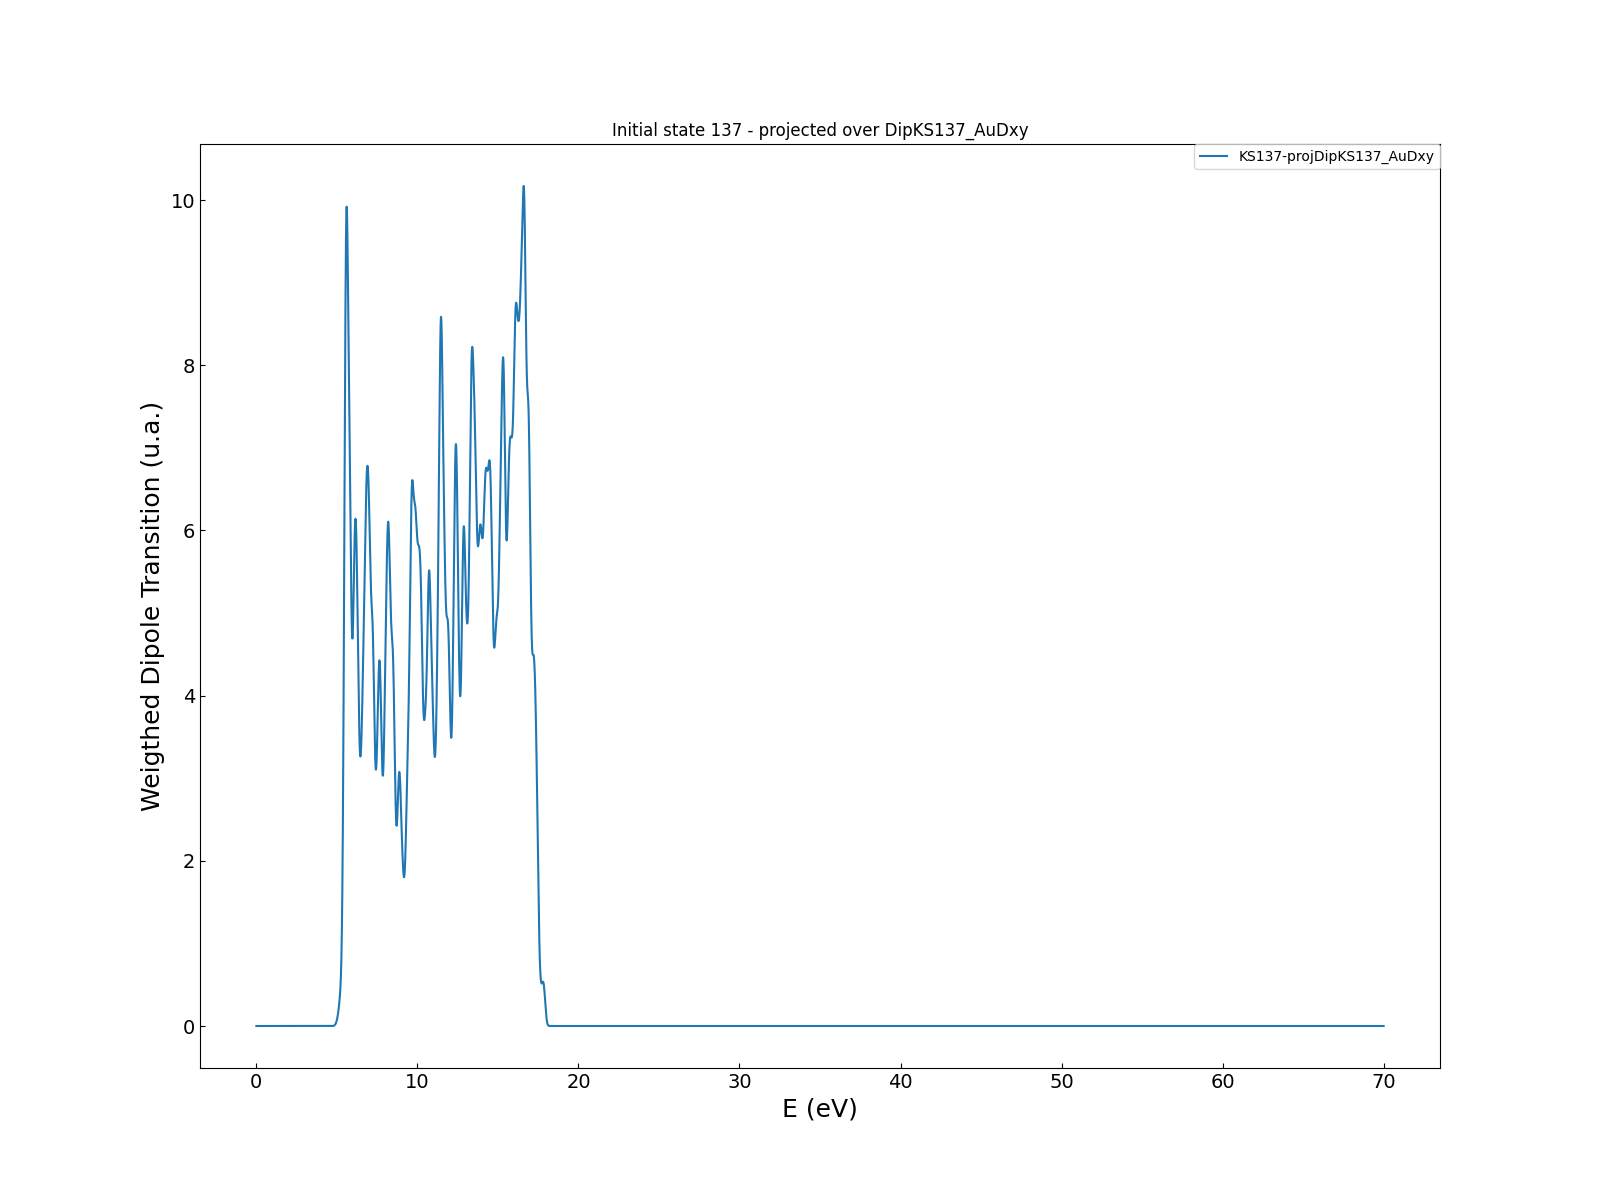 Initial state 137 - projected over DipKS137_AuDxy
KS137-projDipKS137_AuDxy
Weigthed Dipole Transition (u.a.)
10
8
6
4
2
0
0 10 20 30 40 50 60 70
E (eV)